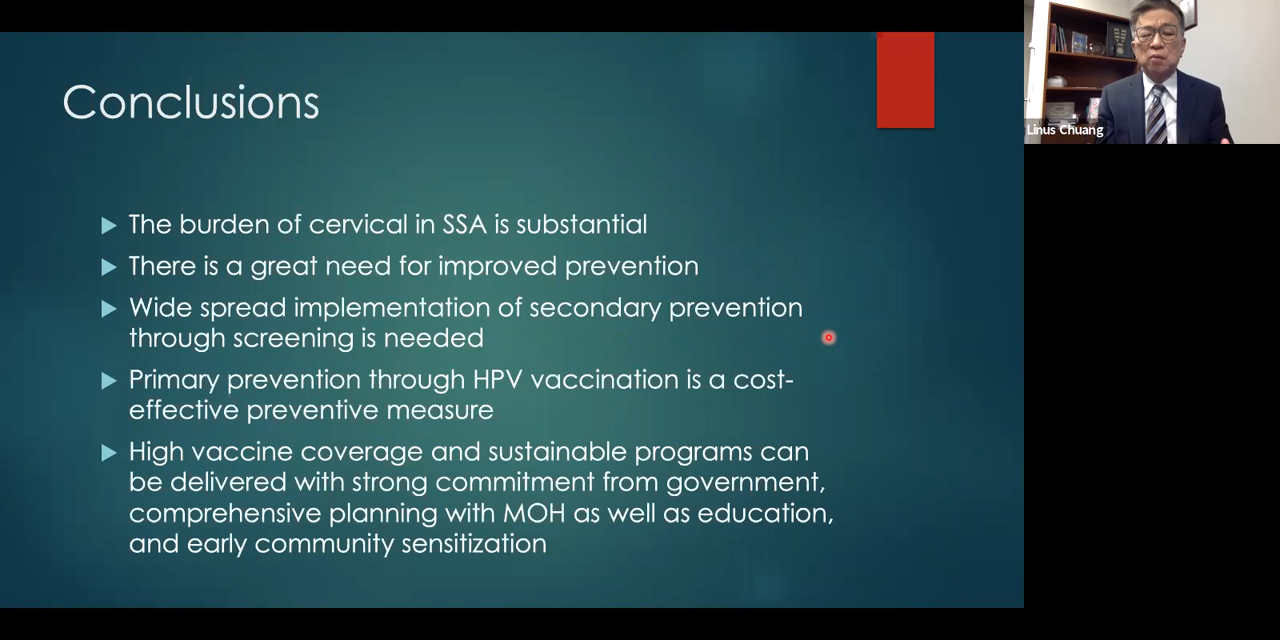 Conclusions
The burden of cervical in SSA is substantial
There is a great need for improved prevention
Wide spread implementation of secondary prevention
through screening is needed
Primary prevention through HPV vaccination is a cost-
effective preventive measure
High vaccine coverage and sustainable programs can
be delivered with strong commitment from government,
comprehensive planning with MOH as well as education,
and early community sensitization
Linus Chuang